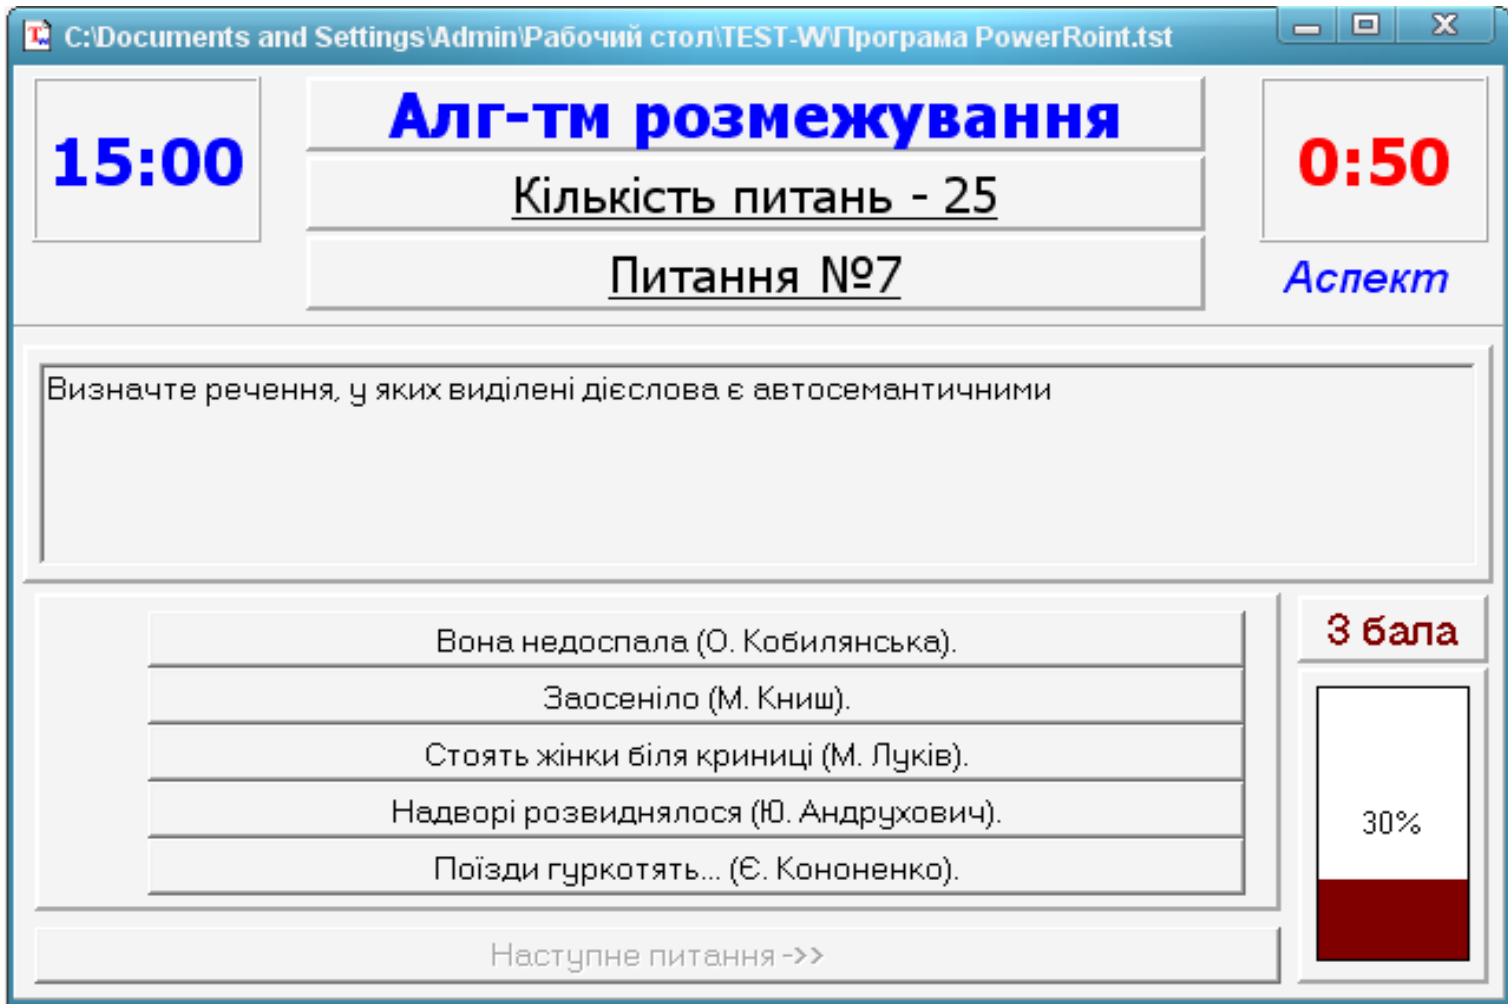 C:\Documents and Settings\Admin\Рабочий стол\TEST-W\Програма PowerRoint.tst
15:00
Алг-тм розмежування
Кількість питань - 25
Питання №7
0:50
Аспект
Визначте речення, у яких виділені дієслова є автосемантичними
Вона недоспала (О. Кобилянська).
Заосеніло (М. Книш).
Стоять жінки біля криниці (М. Луків).
Надворі розвиднялося (Ю. Андрухович).
Поїзди гуркотять... (Є. Кононенко).
3 бала
30%
Наступне питання ->>